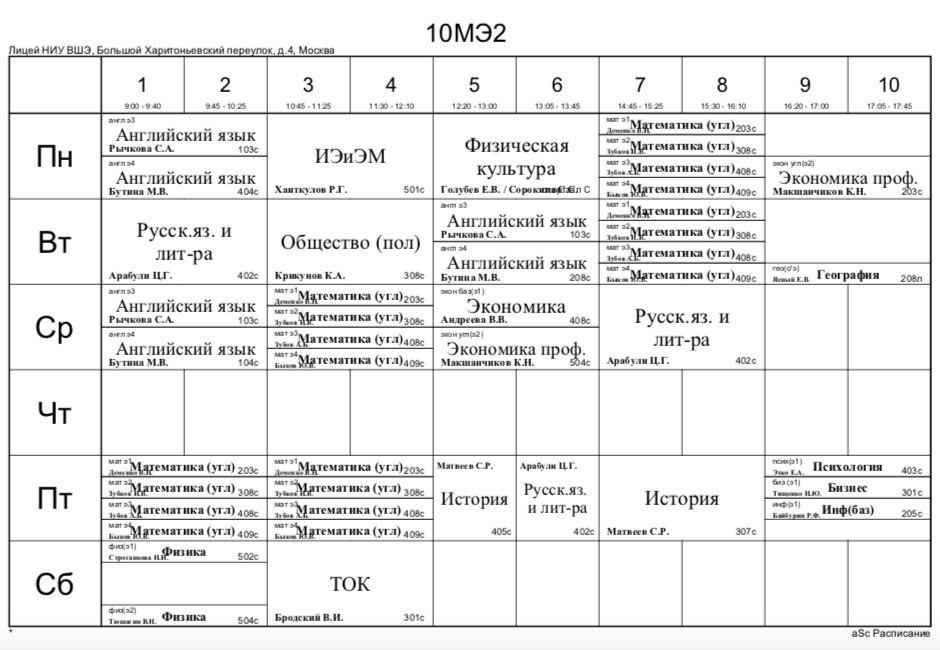 10МЭ2
Лицей НИУ ВШЭ, Большой Харитоньевский переулок, д.4, Москва
1 2 3 4 5 6 7 8 9 10
9:00 - 9:40 9:45 - 10:25 10:45 - 11:25 11:30 - 12:10 12:20 - 13:00 13:05 - 13:45 14:45 - 15:25 15:30 - 16:10 16:20 - 17:00 17:05 - 17:45
Пн
англ э3
Английский язык
Рычкова С.А. 103с
англ э4
Английский язык
Бутина М.В. 404с
ИЭиЭМ
Хаиткулов Р.Г. 501с
Физическая
культура
Голубев Е.В. / Сорокина С.С.
мат э1 Математика (угл) 203с
Деменко В.Н.
мат э2 Математика (угл) 308с
Зубков И.В.
мат э3 Математика (угл) 408с
Зубов А.Б.
мат э4 Математика (угл) 409с
Быков Ю.В.
экон угл(э2)
Экономика проф.
Макшанчиков К.Н. 203с
Вт
Русск.яз. и
лит-ра
Арабули Ц.Г. 402с
Общество (пол)
Крикунов К.А. 308с
англ э3
Английский язык
Рычкова С.А. 103с
англ э4
Английский язык
Бутина М.В. 208с
мат э1 Математика (угл) 203с
Деменко В.Н.
мат э2 Математика (угл) 308с
Зубков И.В.
мат э3 Математика (угл) 408с
Зубов А.Б.
мат э4 Математика (угл) 409с
Быков Ю.В.
гео(с/э) География
Ясный Е.В. 208п
Ср
англ э3
Английский язык
Рычкова С.А. 103с
англ э4
Английский язык
Бутина М.В. 104с
мат э1 Математика (угл) 203с
Деменко В.Н.
мат э2 Математика (угл) 308с
Зубков И.В.
мат э3 Математика (угл) 408с
Зубов А.Б.
мат э4 Математика (угл) 409с
Быков Ю.В.
экон баз(э1)
Экономика
Андреева В.В. 408с
экон угл(э2)
Экономика проф.
Макшанчиков К.Н. 504с
Русск.яз. и
лит-ра
Арабули Ц.Г. 402с
Чт
Пт
мат э1 Математика (угл) 203с
Деменко В.Н.
мат э2 Математика (угл) 308с
Зубков И.В.
мат э3 Математика (угл) 408с
Зубов А.Б.
мат э4 Математика (угл) 409с
Быков Ю.В.
мат э1 Математика (угл) 203с
Деменко В.Н.
мат э2 Математика (угл) 308с
Зубков И.В.
мат э3 Математика (угл) 408с
Зубов А.Б.
мат э4 Математика (угл) 409с
Быков Ю.В.
Матвеев С.Р.
История
405с
Арабули Ц.Г.
Русск.яз.
и лит-ра
402с
История
Матвеев С.Р. 307с
псих(э1) Психология
Этко Е.А. 403с
биз (э1) Бизнес
Тищенко Н.Ю. 301с
инф(э1) Инф(баз)
Байбурин Р.Ф. 205с
Сб
физ(э1) Физика
Строганкова Н.И. 502с
физ(э2) Физика
Тюшагин В.Н. 504с
ТОК
Бродский В.И. 301с
* aSc Расписание